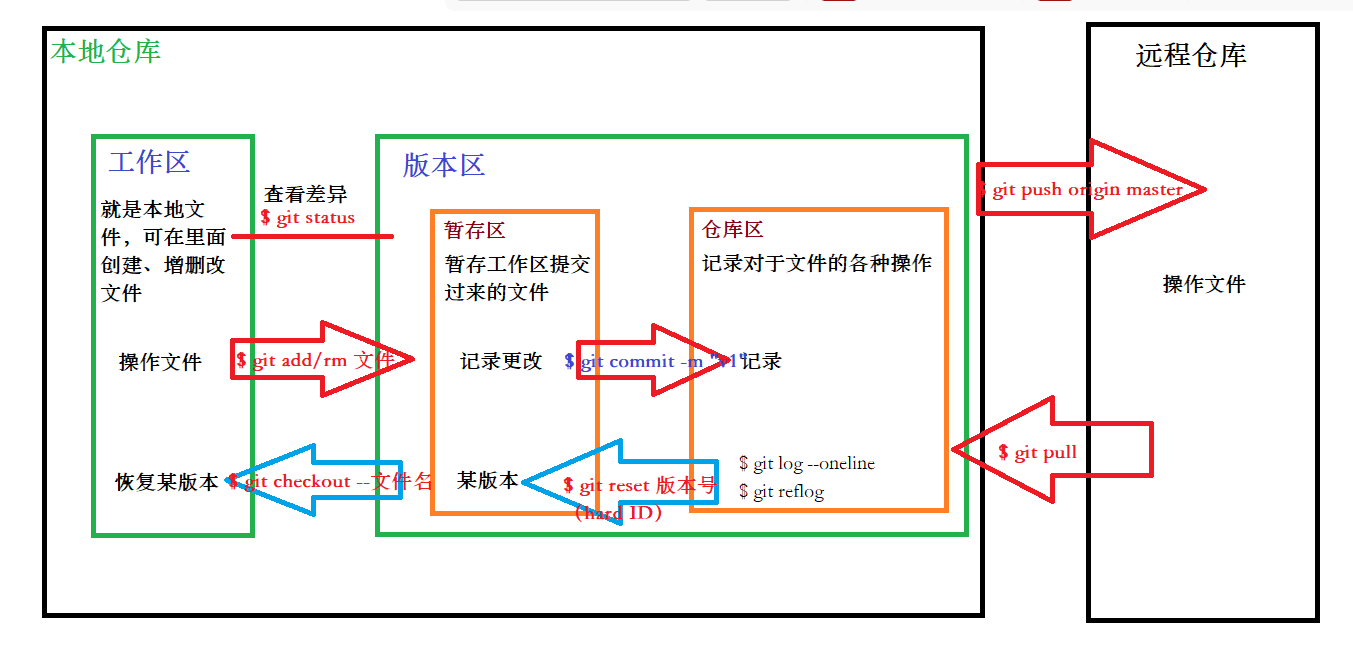 本地仓库
远程仓库
工作区
就是本地文
件，可在里面
创建、增删改
文件
查看差异
$ git status
版本区
暂存区
暂存工作区提交
过来的文件
仓库区
记录对于文件的各种操作
$ git push origin master
操作文件
操作文件
$ git add/rm 文件
记录更改
$ git commit -m "v1"
记录
恢复某版本
$ git checkout --文件名
某版本
$ git reset 版本号
（hard ID）
$ git log --oneline
$ git reflog
$ git pull